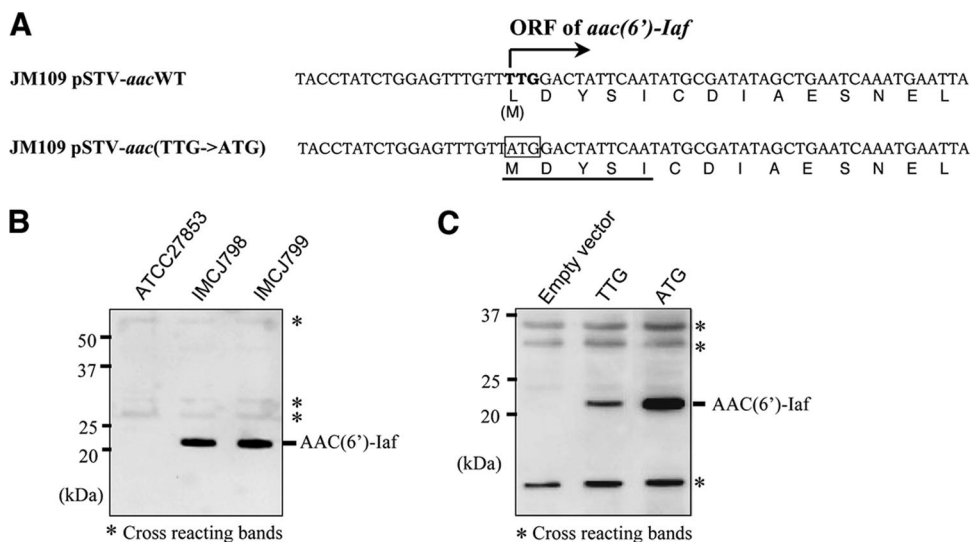 A
ORF of aac(6')-Iaf
JM109 pSTV-aacWT
TACCTATCTGGAGTTTGTTTTGGACTATTCAATATGCGATATAGCTGAATCAAATGAATTA
L D Y S I C D I A E S N E L
(M)
JM109 pSTV-aac(TTG->ATG)
TACCTATCTGGAGTTTGTTATGGACTATTCAATATGCGATATAGCTGAATCAAATGAATTA
M D Y S I C D I A E S N E L
B
ATCC27853
IMCJ798
IMCJ799
*
50
37
*
*
25
AAC(6')-Iaf
20
(kDa)
* Cross reacting bands
C
Empty vector
TTG
ATG
37
*
*
25
AAC(6')-Iaf
20
(kDa)
*
* Cross reacting bands